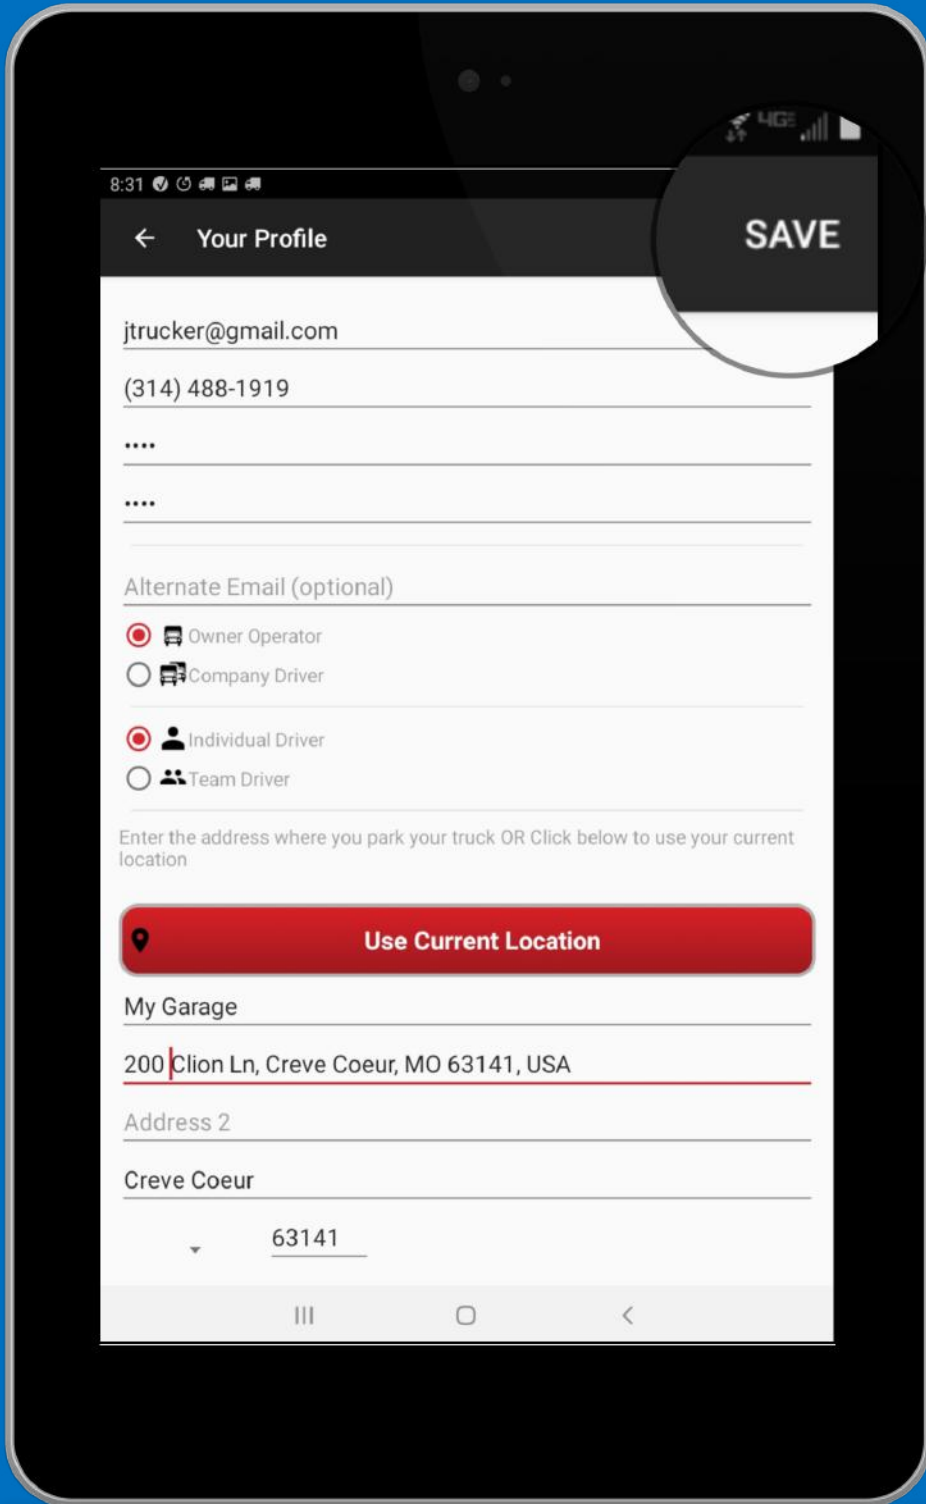 4GE
8:31
Your Profile
SAVE
jtrucker@gmail.com
(314) 488-1919
••••
••••
Alternate Email (optional)
Owner Operator
Company Driver
Individual Driver
Team Driver
Enter the address where you park your truck OR Click below to use your current
location
Use Current Location
My Garage
200 Clion Ln, Creve Coeur, MO 63141, USA
Address 2
Creve Coeur
63141